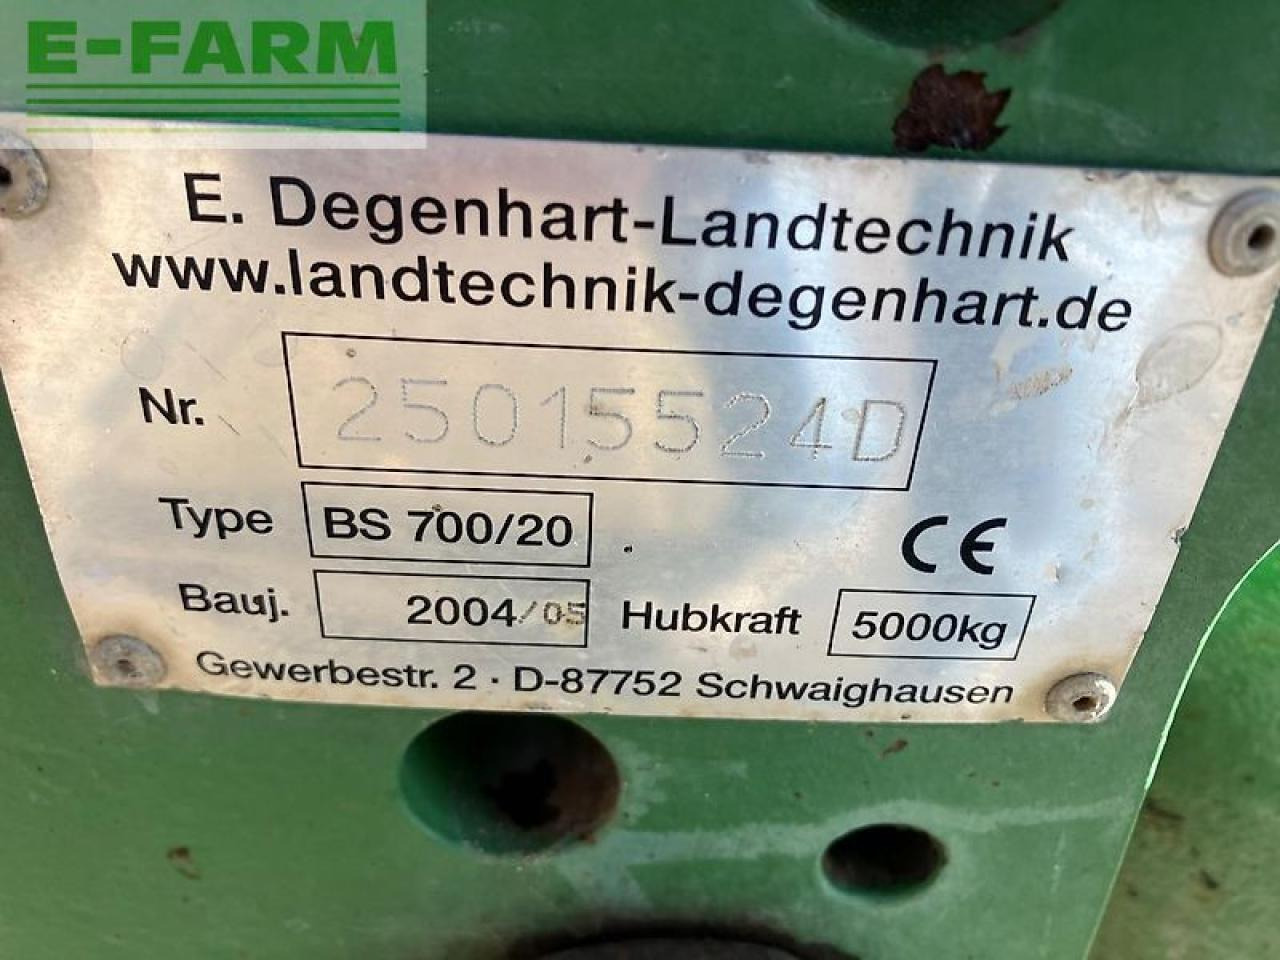 E-FARM
E. Degenhart-Landtechnik
www.landtechnik-degenhart.de
Nr. 25015524D
Type BS 700/20
CE
Bauj. 2004/05 Hubkraft 5000kg
Gewerbestr. 2 · D-87752 Schwaighausen